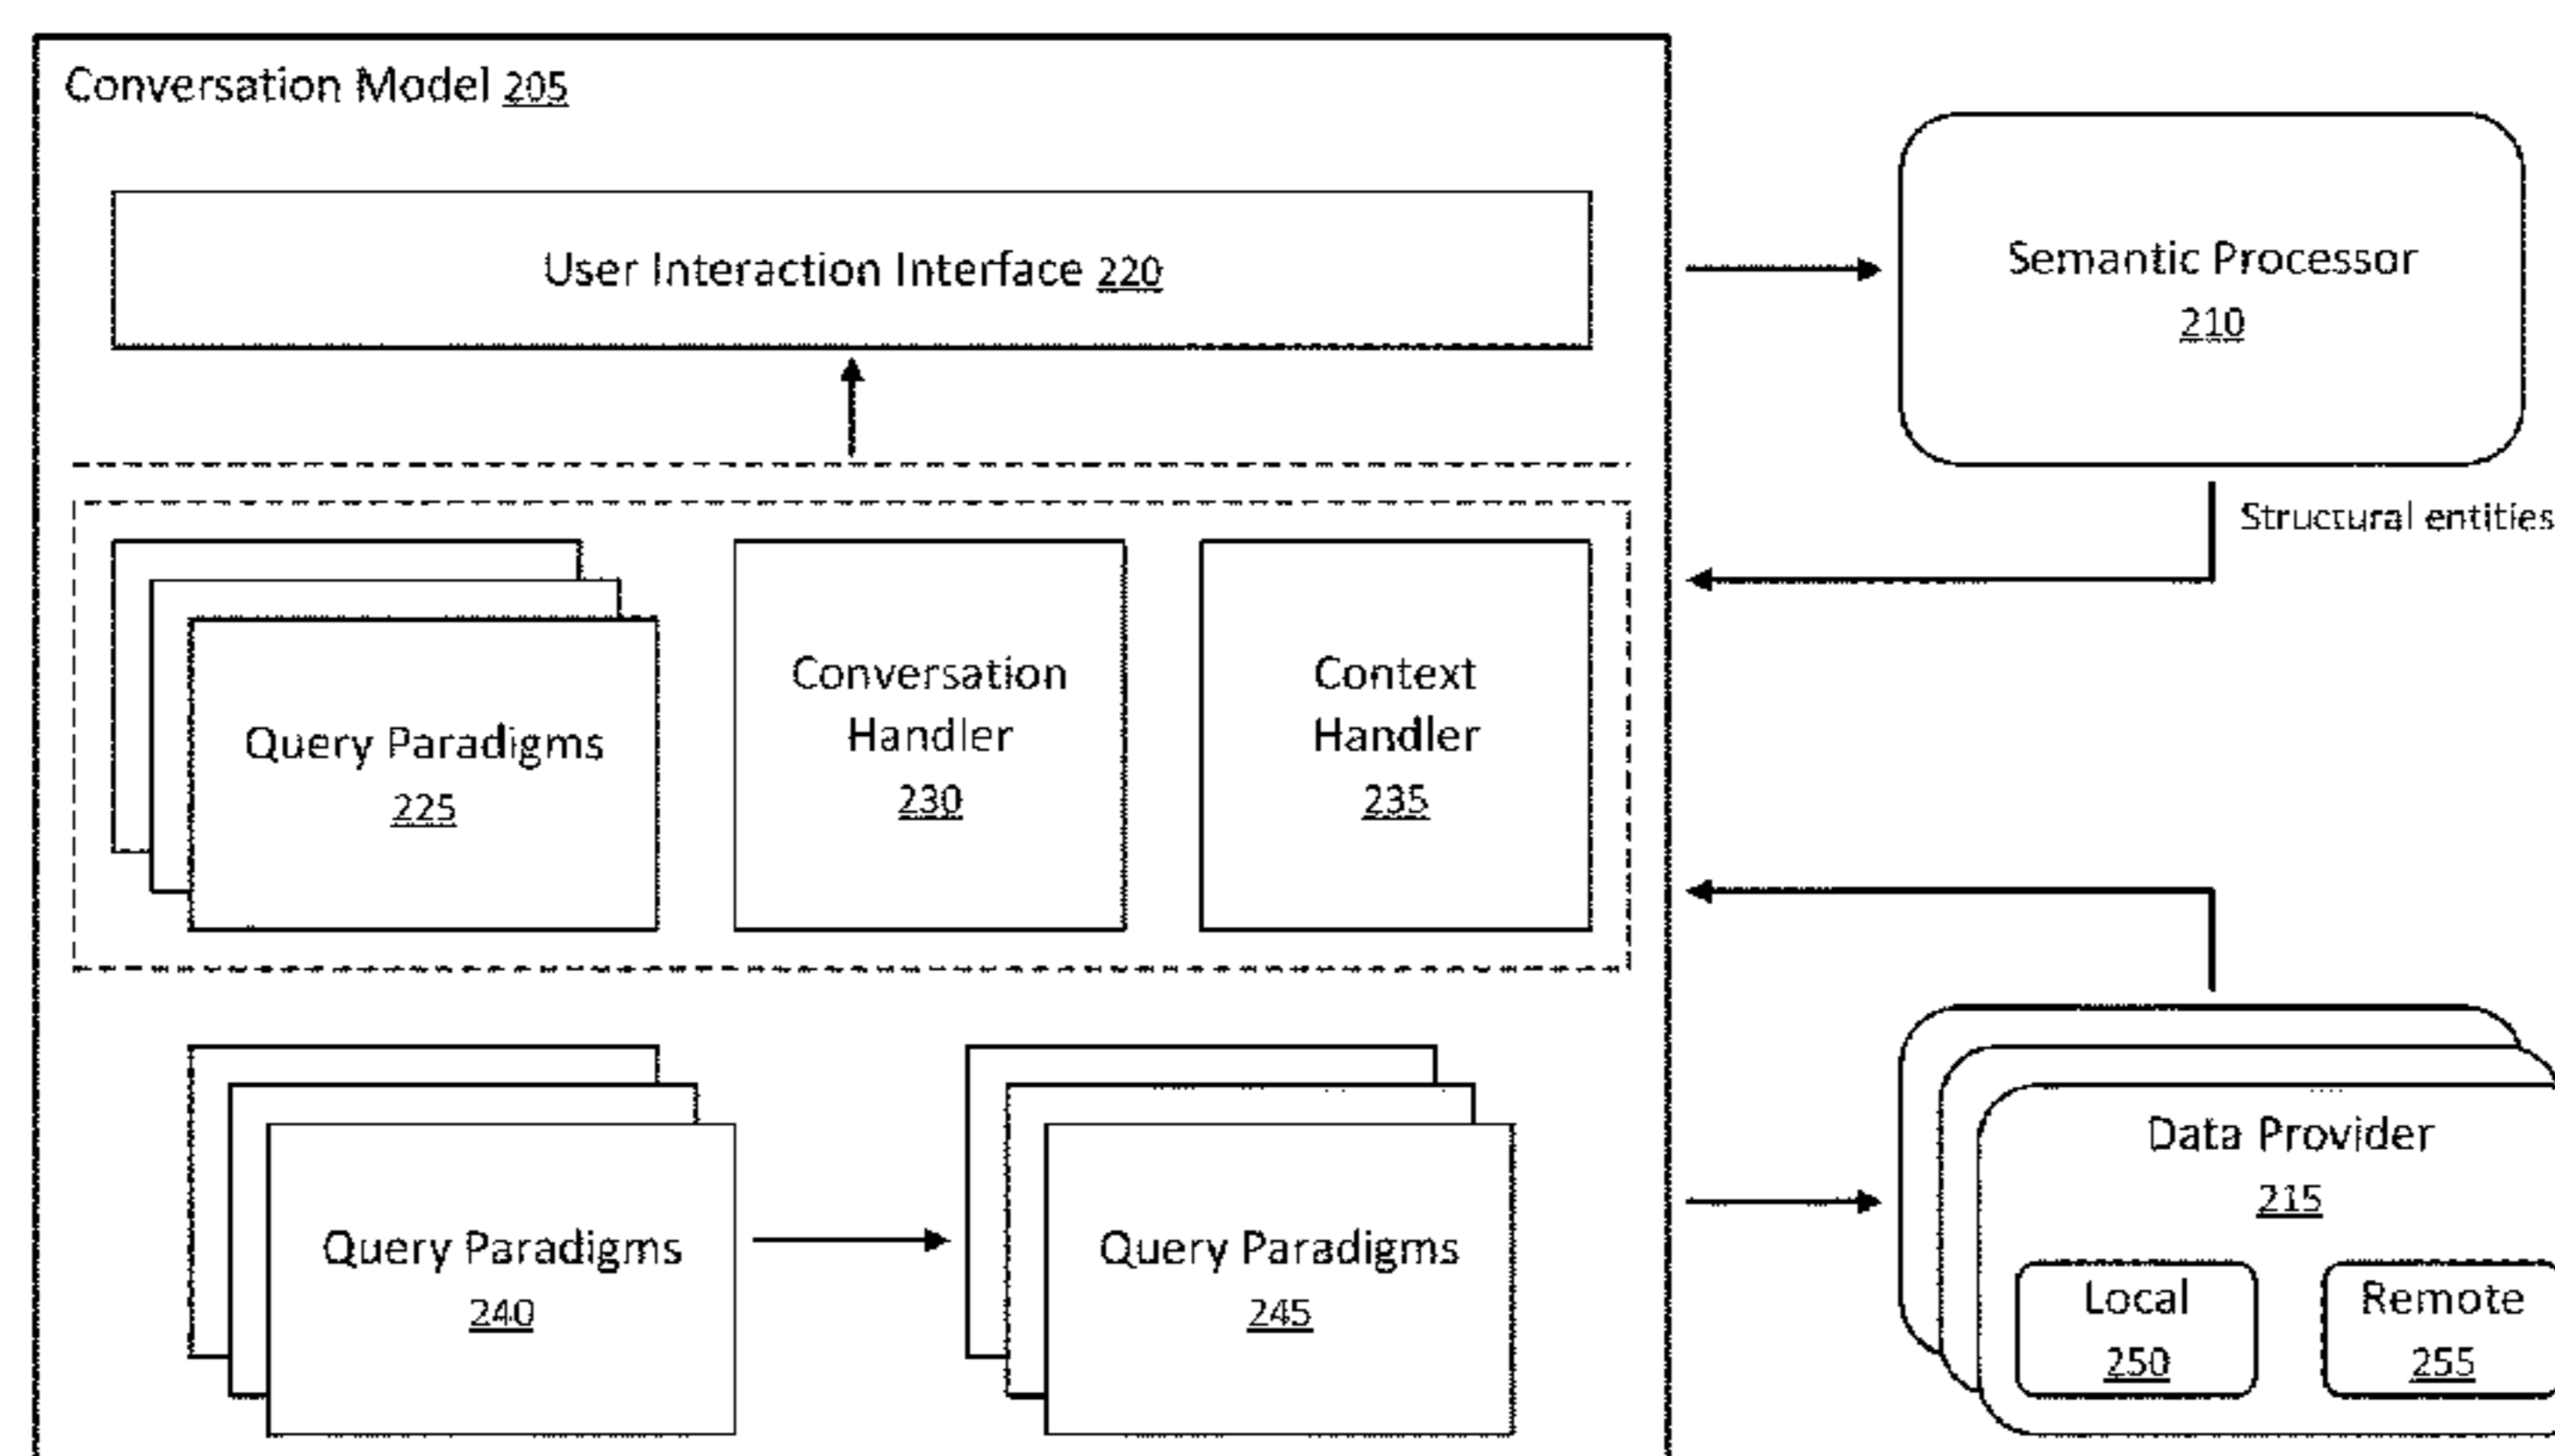 Conversation Model 205
User Interaction Interface 220
Semantic Processor
210
Structural entities
Query Paradigms
225
Conversation
Handler
230
Context
Handler
235
Query Paradigms
240
Query Paradigms
245
Data Provider
215
Local
250
Remote
255